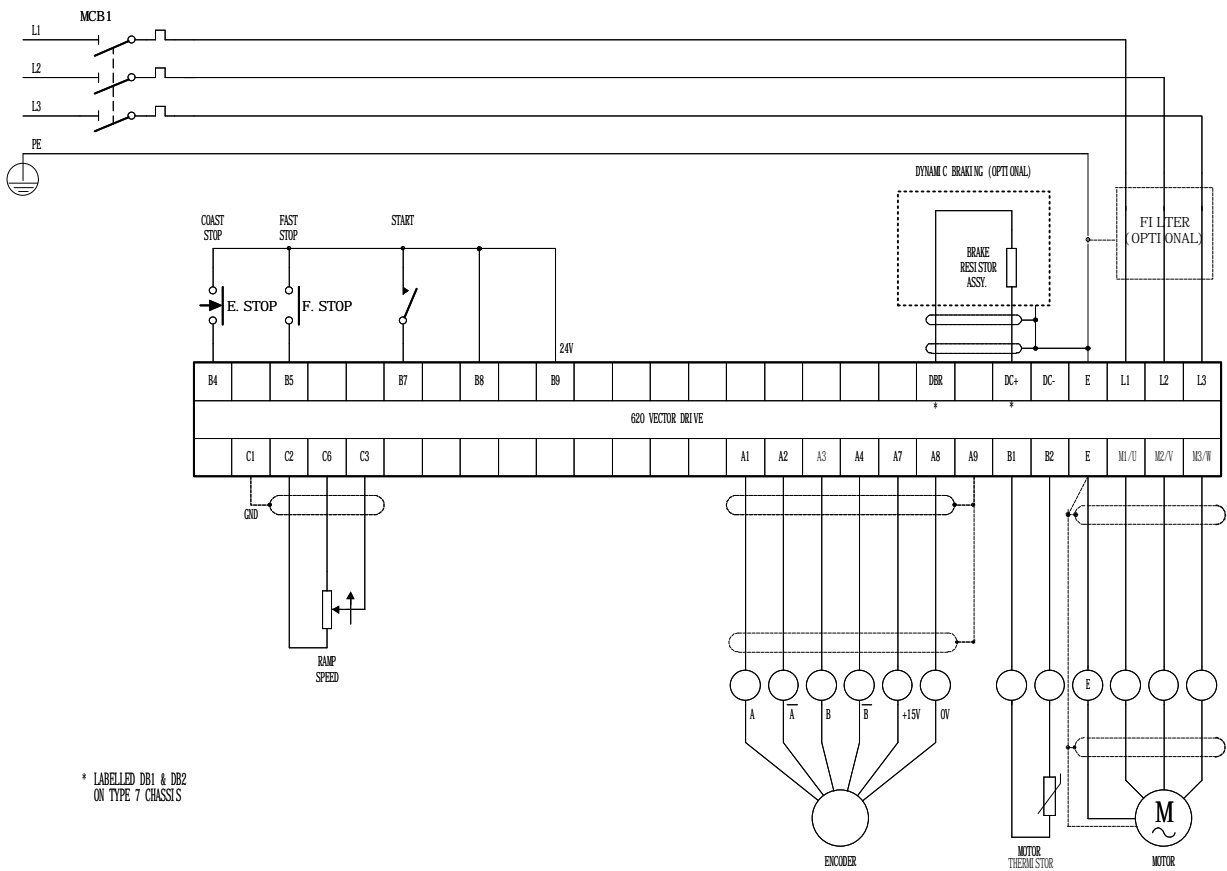 MCB1
L1
L2
L3
PE
DYNAMIC BRAKING (OPTIONAL)
COAST
STOP
FAST
STOP
START
FILTER
(OPTIONAL)
BRAKE
RESISTOR
ASSY.
E. STOP
F. STOP
24V
B4 B5 B7 B8 B9 DBR DC+ DC- E L1 L2 L3
* *
620 VECTOR DRIVE
C1 C2 C6 C3 A1 A2 A3 A4 A7 A8 A9 B1 B2 E M1/U M2/V M3/W
GND
RAMP
SPEED
E
A A B B +15V 0V
* LABELLED DB1 & DB2
ON TYPE 7 CHASSIS
M
ENCODER
MOTOR
THERMISTOR
MOTOR